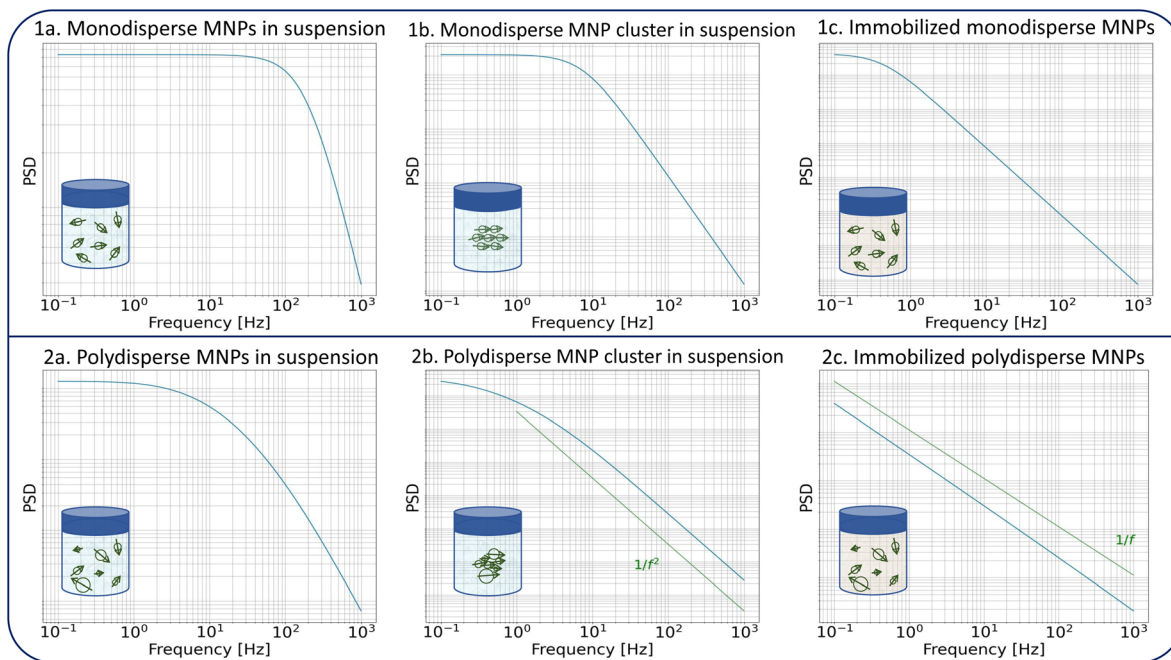 1a. Monodisperse MNPs in suspension
1b. Monodisperse MNP cluster in suspension
1c. Immobilized monodisperse MNPs
PSD
PSD
PSD
10⁻¹ 10⁰ 10¹ 10² 10³
10⁻¹ 10⁰ 10¹ 10² 10³
10⁻¹ 10⁰ 10¹ 10² 10³
Frequency [Hz]
Frequency [Hz]
Frequency [Hz]
2a. Polydisperse MNPs in suspension
2b. Polydisperse MNP cluster in suspension
2c. Immobilized polydisperse MNPs
PSD
PSD
1/f²
PSD
1/f
10⁻¹ 10⁰ 10¹ 10² 10³
10⁻¹ 10⁰ 10¹ 10² 10³
10⁻¹ 10⁰ 10¹ 10² 10³
Frequency [Hz]
Frequency [Hz]
Frequency [Hz]